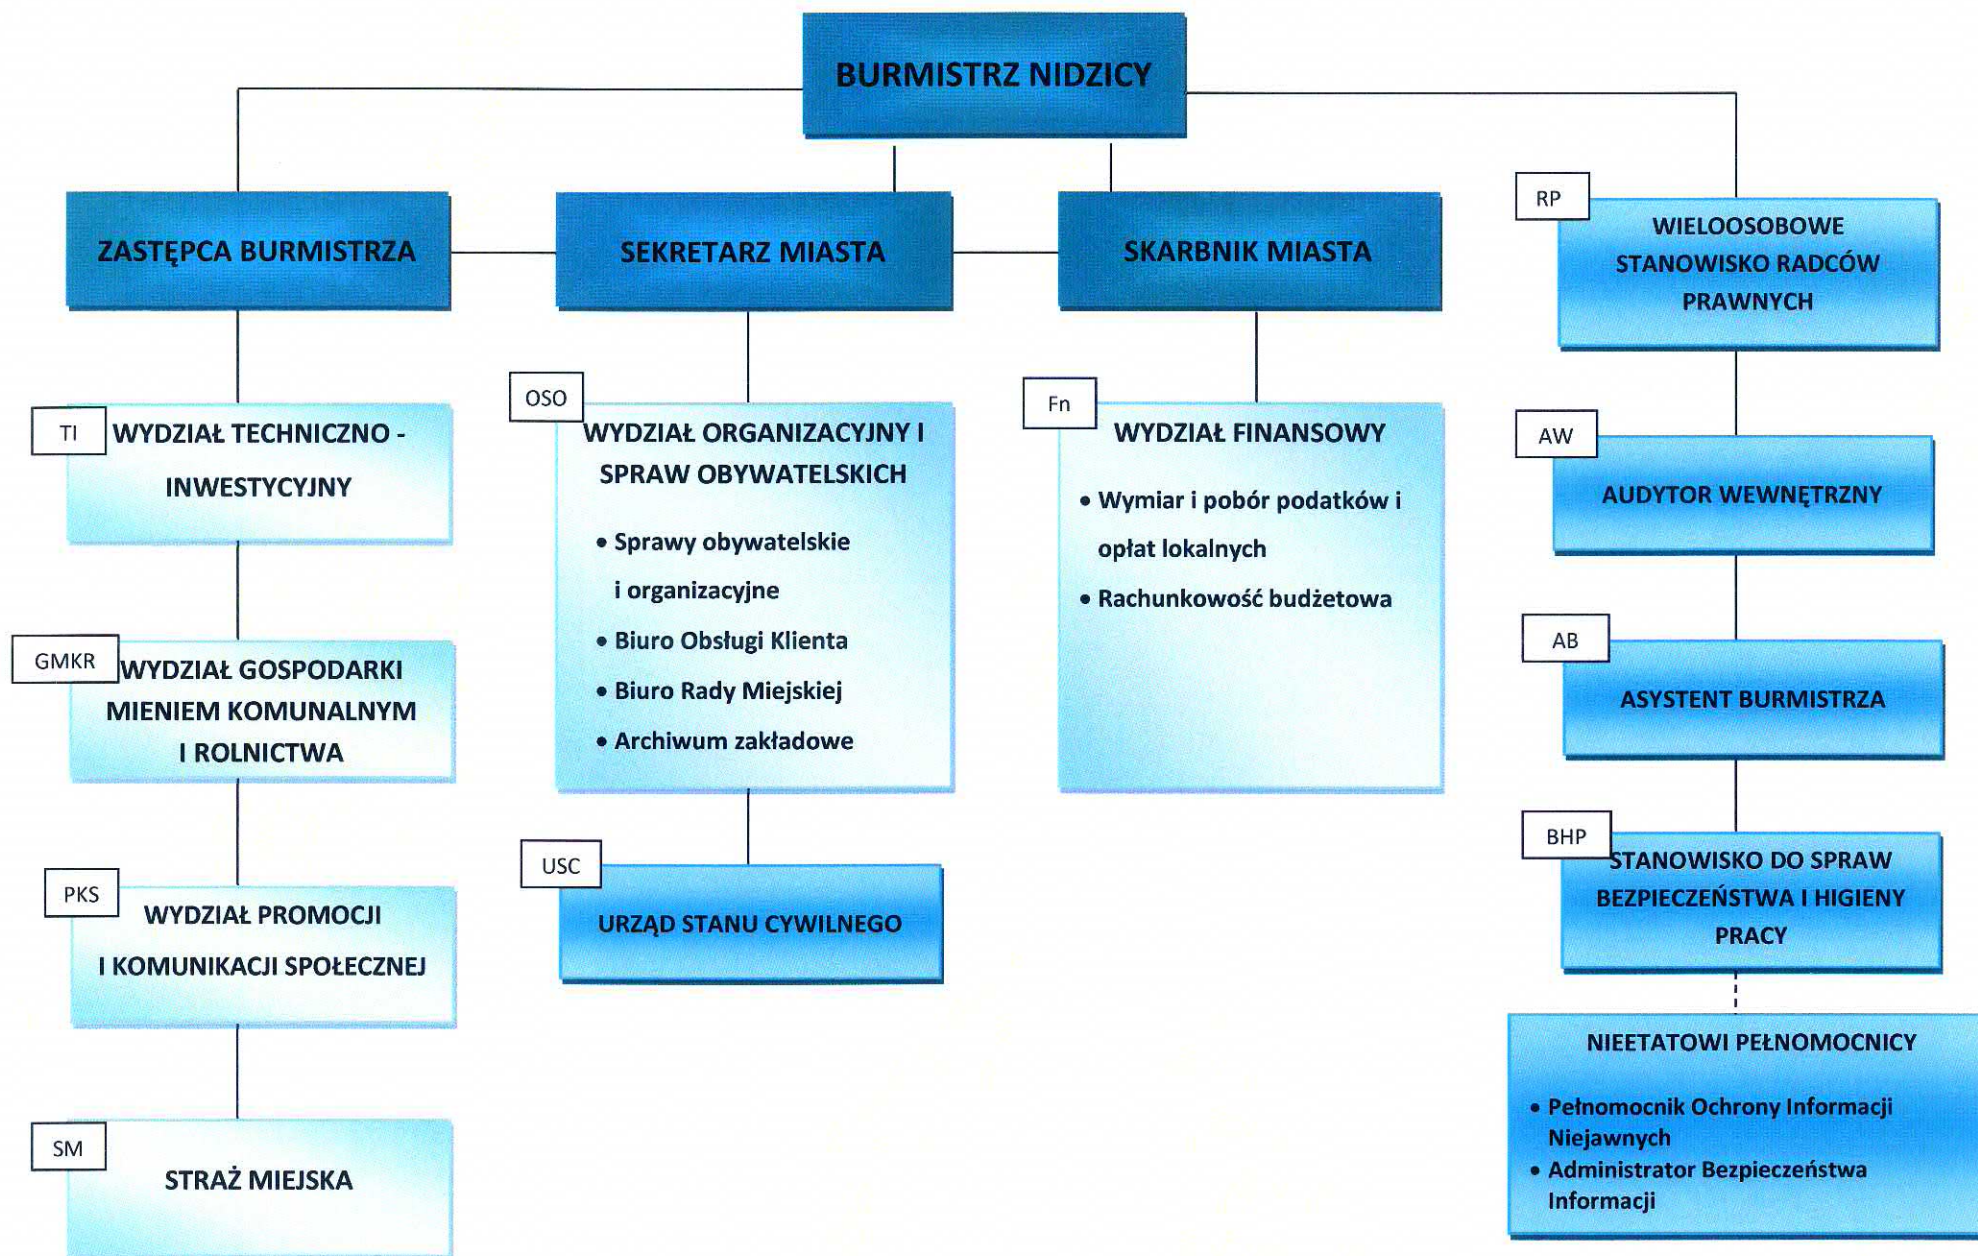 BURMISTRZ NIDZICY
ZASTĘPCA BURMISTRZA
SEKRETARZ MIASTA
SKARBNIK MIASTA
RP
WIELOOSOBOWE
STANOWISKO RADCÓW
PRAWNYCH
TI
WYDZIAŁ TECHNICZNO -
INWESTYCYJNY
GMKR
WYDZIAŁ GOSPODARKI
MIENIEM KOMUNALNYM
I ROLNICTWA
PKS
WYDZIAŁ PROMOCJI
I KOMUNIKACJI SPOŁECZNEJ
SM
STRAŻ MIEJSKA
OSO
WYDZIAŁ ORGANIZACYJNY I
SPRAW OBYWATELSKICH
• Sprawy obywatelskie
i organizacyjne
• Biuro Obsługi Klienta
• Biuro Rady Miejskiej
• Archiwum zakładowe
USC
URZĄD STANU CYWILNEGO
Fn
WYDZIAŁ FINANSOWY
• Wymiar i pobór podatków i
opłat lokalnych
• Rachunkowość budżetowa
AW
AUDYTOR WEWNĘTRZNY
AB
ASYSTENT BURMISTRZA
BHP
STANOWISKO DO SPRAW
BEZPIECZEŃSTWA I HIGIENY
PRACY
NIEETATOWI PEŁNOMOCNICY
• Pełnomocnik Ochrony Informacji
Niejawnych
• Administrator Bezpieczeństwa
Informacji